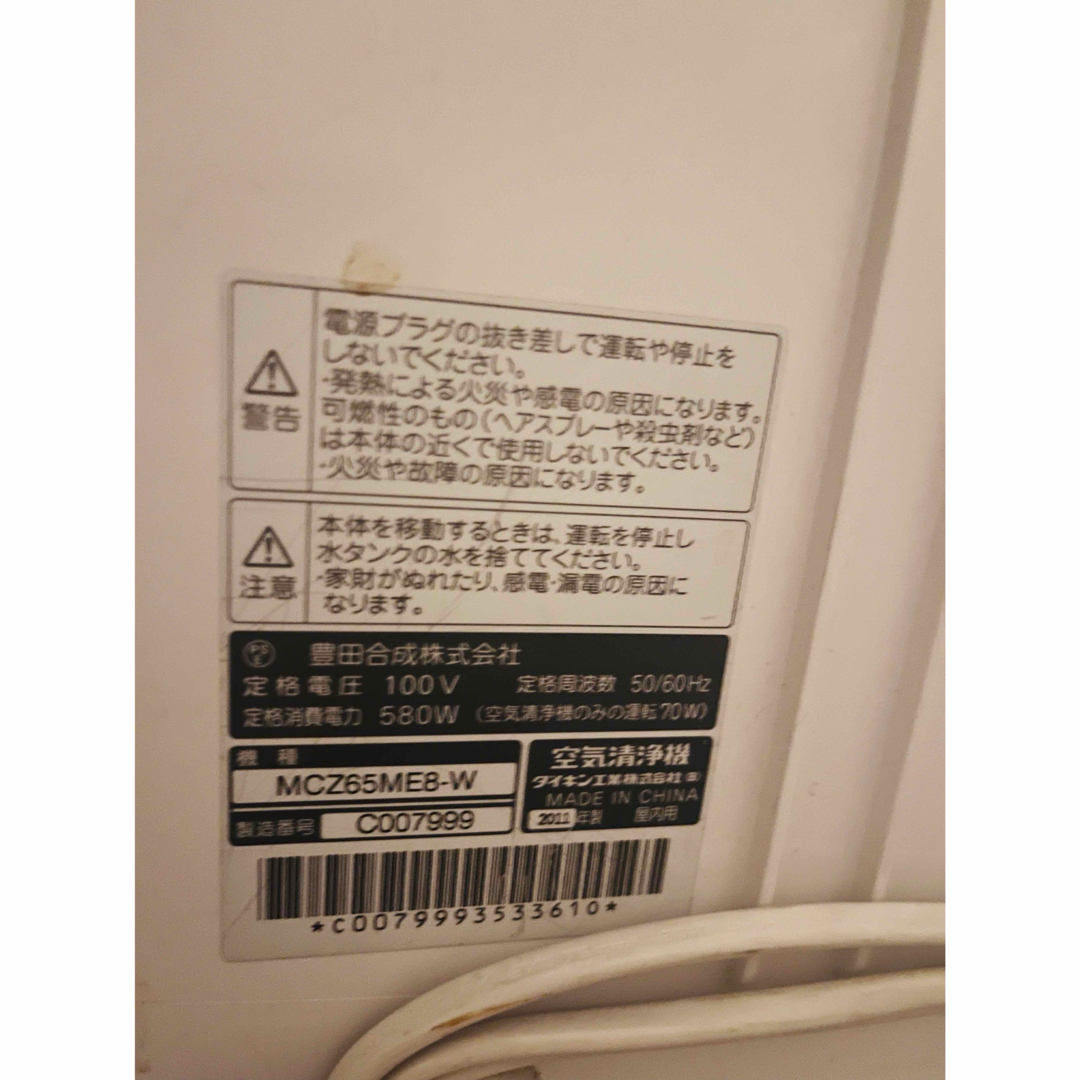 警告
電源プラグの抜き差しで運転や停止を
しないでください。
・発熱による火災や感電の原因になります。
可燃性のもの(ヘアスプレーや殺虫剤など)
は本体の近くで使用しないでください。
・火災や故障の原因になります。
注意
本体を移動するときは、運転を停止し
水タンクの水を捨ててください。
・家財がぬれたり、感電・漏電の原因に
なります。
PS E 豊田合成株式会社
定格電圧 100V 定格周波数 50/60Hz
定格消費電力 580W (空気清浄機のみの運転70W)
機種
MCZ65ME8-W
製造番号 C007999
空気清浄機
ダイキン工業株式会社
MADE IN CHINA
2011年製 屋内用
*C0079993533610*